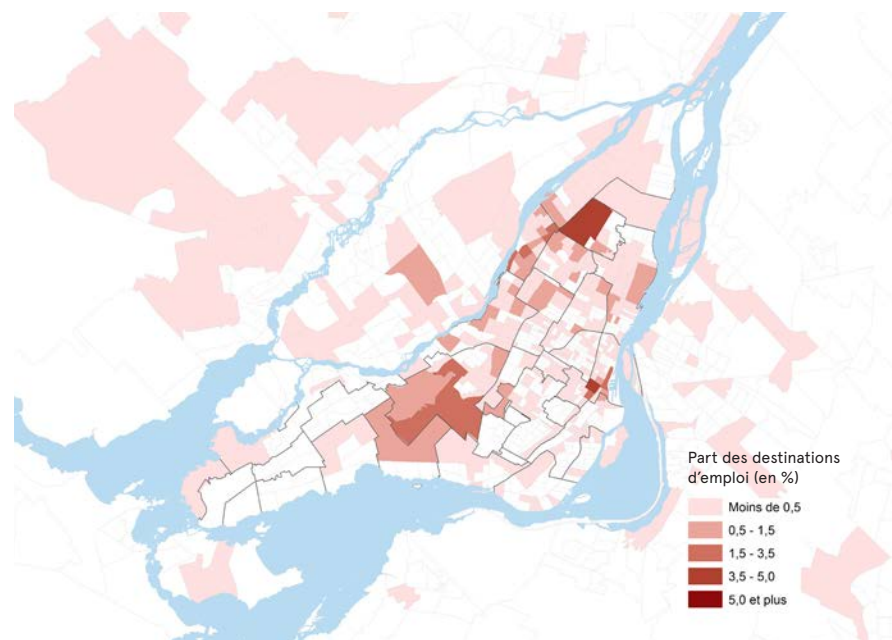 Part des destinations
d'emploi (en %)
Moins de 0,5
0,5 - 1,5
1,5 - 3,5
3,5 - 5,0
5,0 et plus